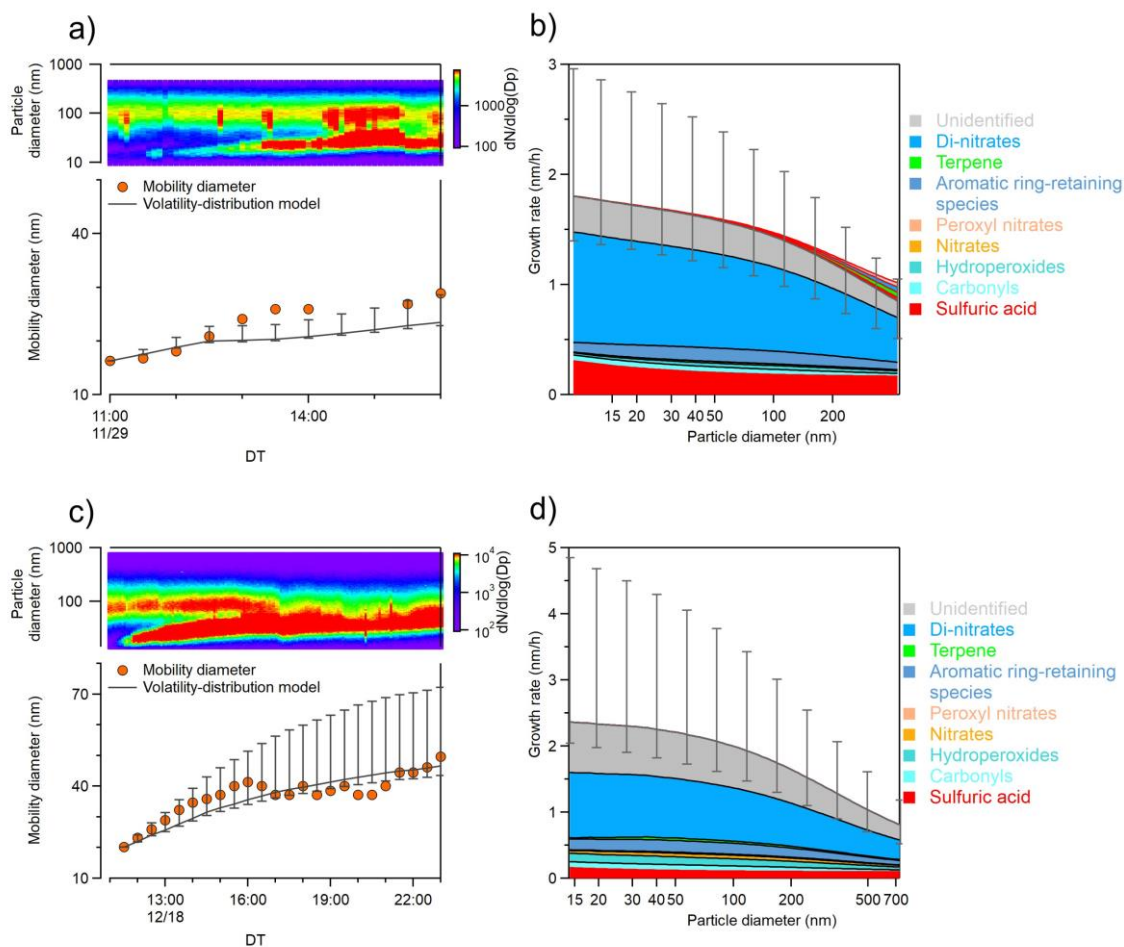 a)
1000
100
10
Particle
diameter (nm)
1000
100
dN/dlog(Dp)
Mobility diameter
Volatility-distribution model
40
10
Mobility diameter (nm)
11:00
14:00
11/29
DT
b)
3
2
1
0
Growth rate (nm/h)
15 20 30 40 50 100 200
Particle diameter (nm)
Unidentified
Di-nitrates
Terpene
Aromatic ring-retaining
species
Peroxyl nitrates
Nitrates
Hydroperoxides
Carbonyls
Sulfuric acid
c)
1000
100
Particle
diameter (nm)
10⁴
10³
10²
dN/dlog(Dp)
Mobility diameter
Volatility-distribution model
70
40
10
Mobility diameter (nm)
13:00 16:00 19:00 22:00
12/18
DT
d)
5
4
3
2
1
0
Growth rate (nm/h)
15 20 30 40 50 100 200 500 700
Particle diameter (nm)
Unidentified
Di-nitrates
Terpene
Aromatic ring-retaining
species
Peroxyl nitrates
Nitrates
Hydroperoxides
Carbonyls
Sulfuric acid